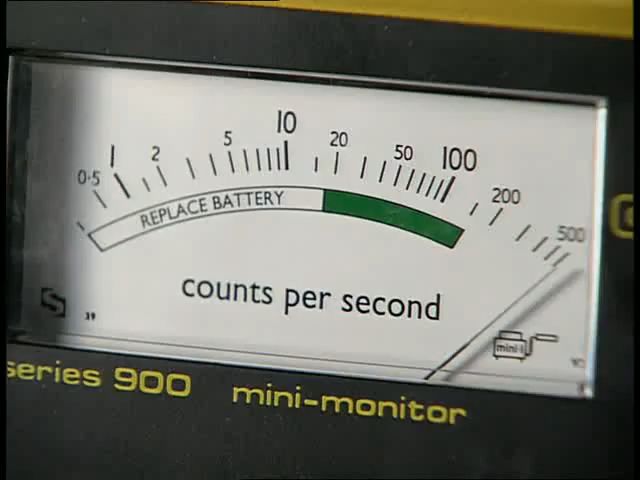 0·5 1 2 5 10 20 50 100 200 500
REPLACE BATTERY
counts per second
S
mini·
series 900 mini-monitor